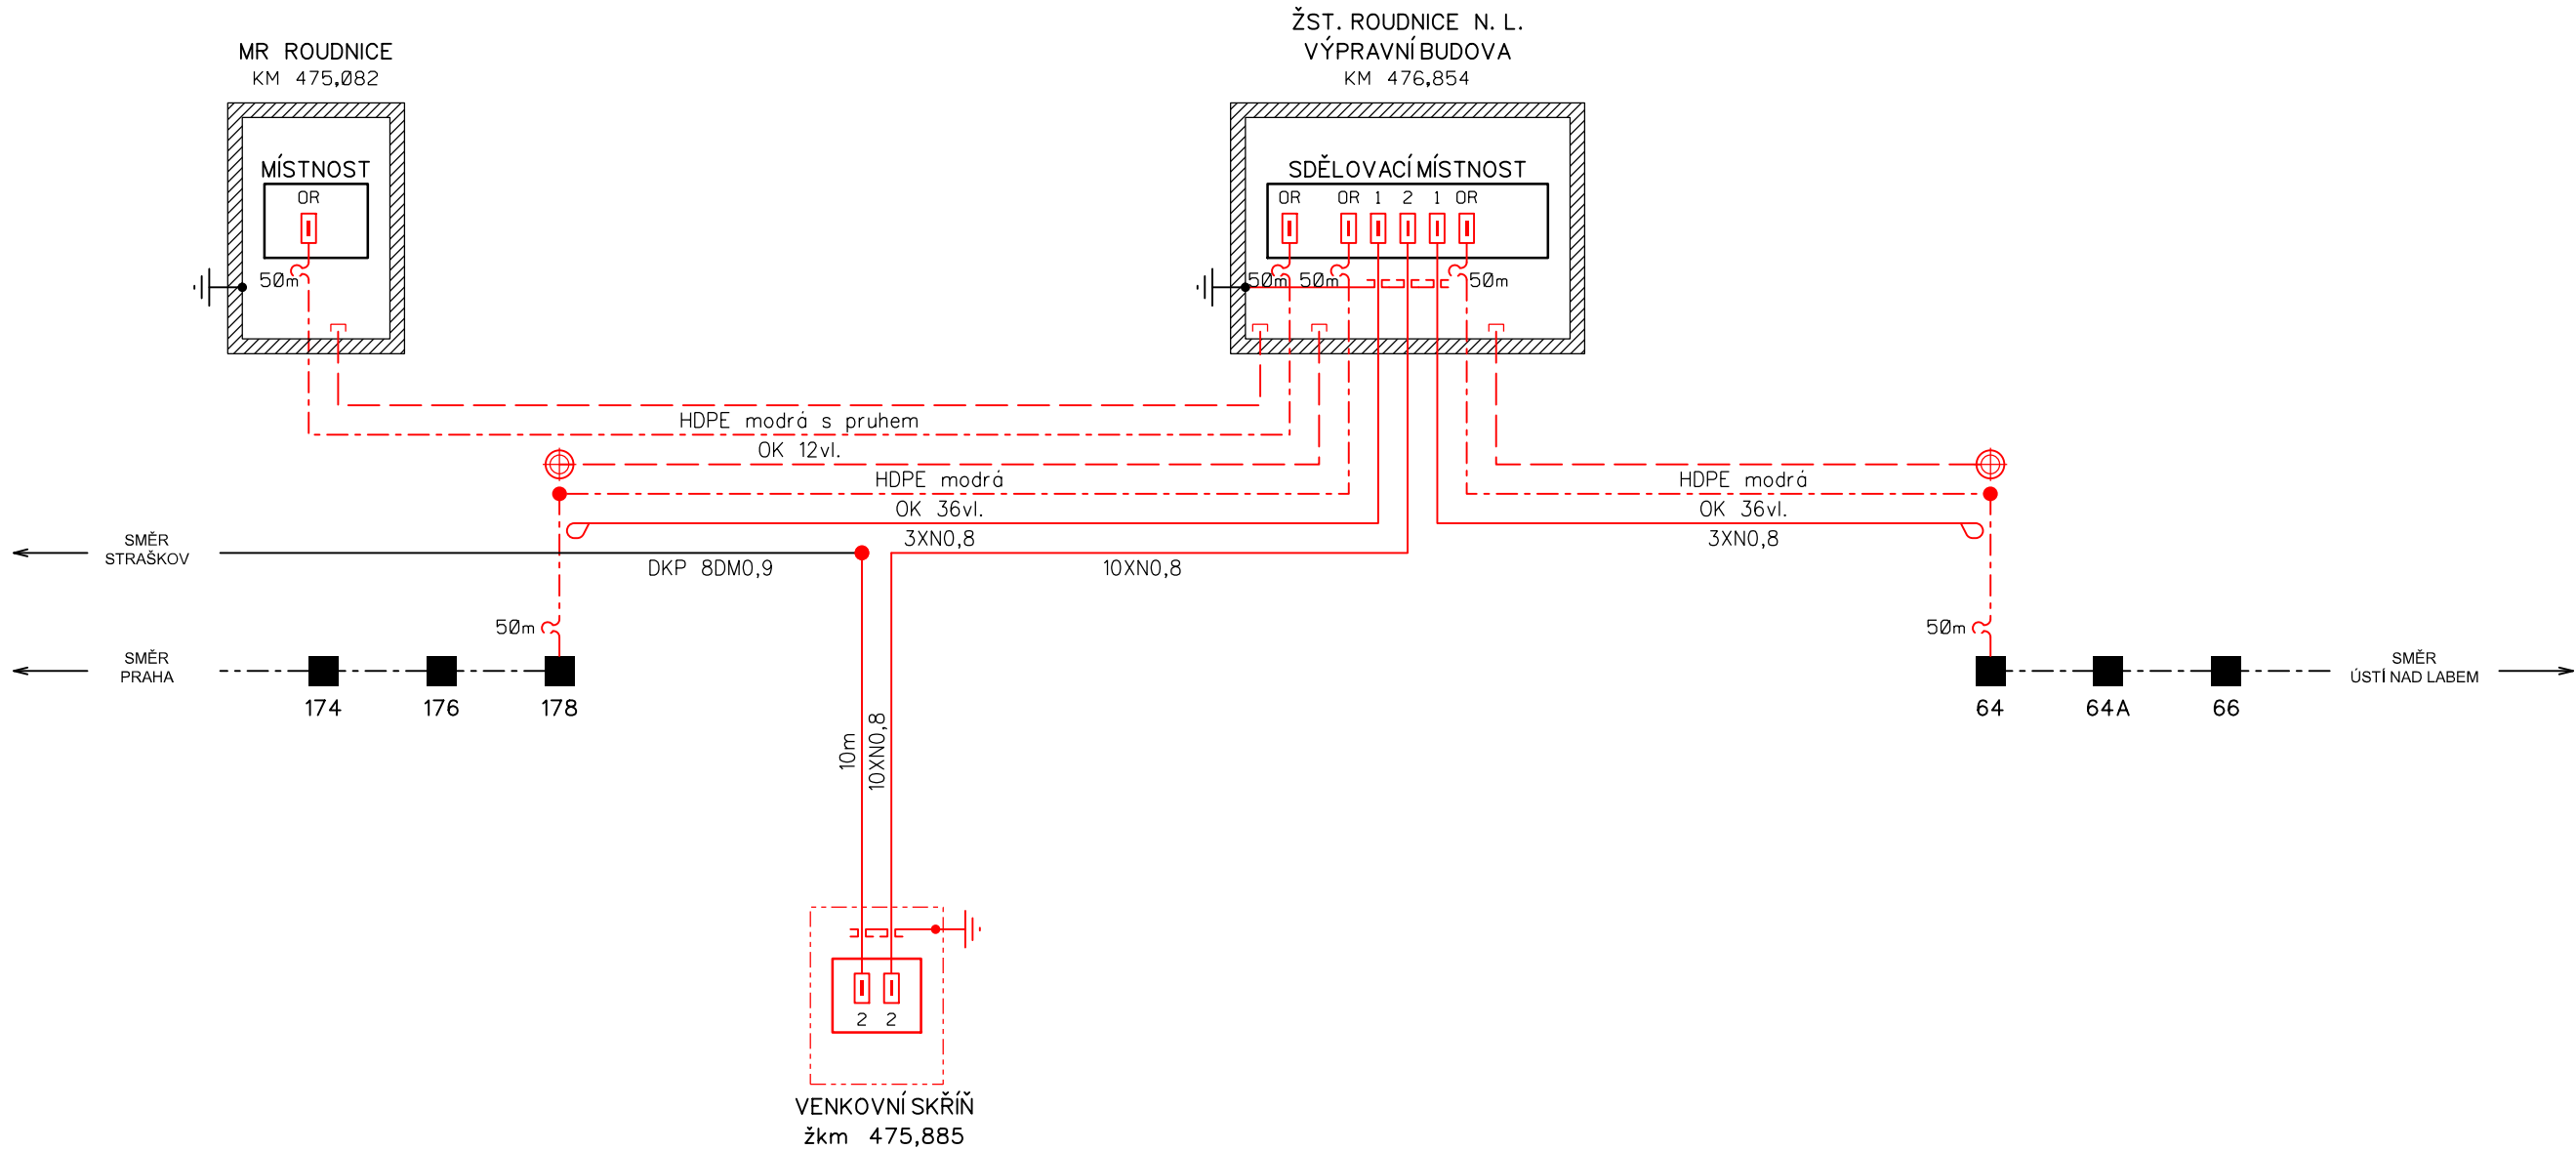 ŽST. ROUDNICE N. L.
VÝPRAVNÍ BUDOVA
KM 476,854
MR ROUDNICE
KM 475,082
MÍSTNOST
OR
50m
SDĚLOVACÍ MÍSTNOST
OR OR 1 2 1 OR
50m 50m 50m
HDPE modrá s pruhem
OK 12vl.
HDPE modrá
OK 36vl.
3XN0,8
HDPE modrá
OK 36vl.
3XN0,8
SMĚR
STRAŠKOV
DKP 8DM0,9
10XN0,8
50m
50m
SMĚR
PRAHA
174 176 178
SMĚR
ÚSTÍ NAD LABEM
64 64A 66
10m
10XN0,8
2 2
VENKOVNÍ SKŘÍŇ
žkm 475,885